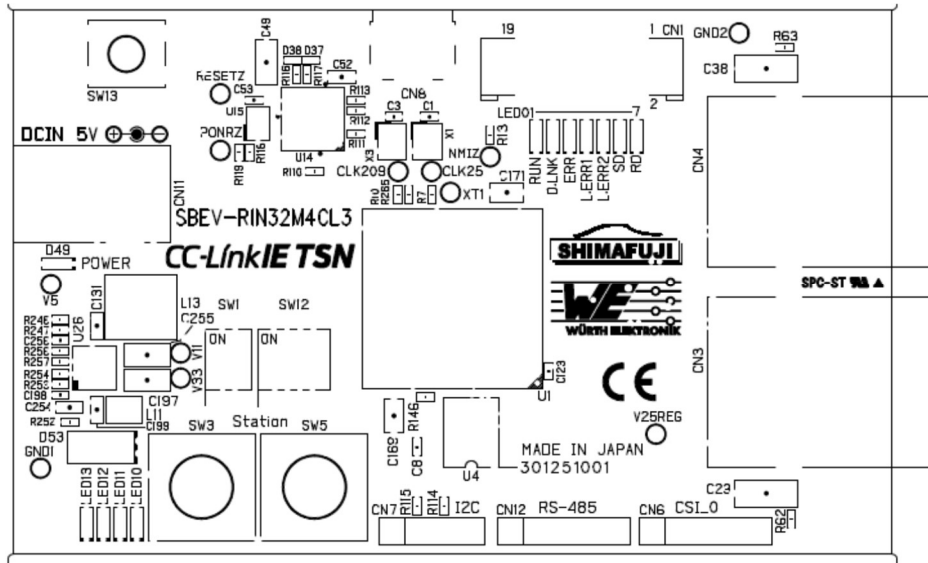 C49
D38 D37
R116
R117
C52
SW13
RESETZ
C53
U15
R113
R112
R111
CN8
C3
C1
X3
X1
19
1
CN1
2
GND2
R63
C38
DCIN 5V
PONRZ
R119
R118
U14
R110
CLK209
CLK25
R10
R265
R7
NMIZ
R13
XT1
C171
LED01
7
RUN
D.LNK
ERR
L.ERR1
L.ERR2
SD
RD
CN4
CN11
SBEV-RIN32M4CL3
CC-Link IE TSN
SHIMAFUJI
WE
WÜRTH ELEKTRONIK
SPC-ST
D49
POWER
V5
C131
L13
C255
SW1
SW12
ON
ON
V11
V33
U26
R246
R247
C256
R256
R257
R254
R253
C198
C254
R252
C197
L11
C199
D53
GND1
LED13
LED12
LED11
LED10
Station
SW3
SW5
C123
U1
R146
C8
U4
CE
CN3
V25REG
MADE IN JAPAN
301251001
C23
R62
CN7
R115
R114
I2C
CN12
RS-485
CN6
CSI_0